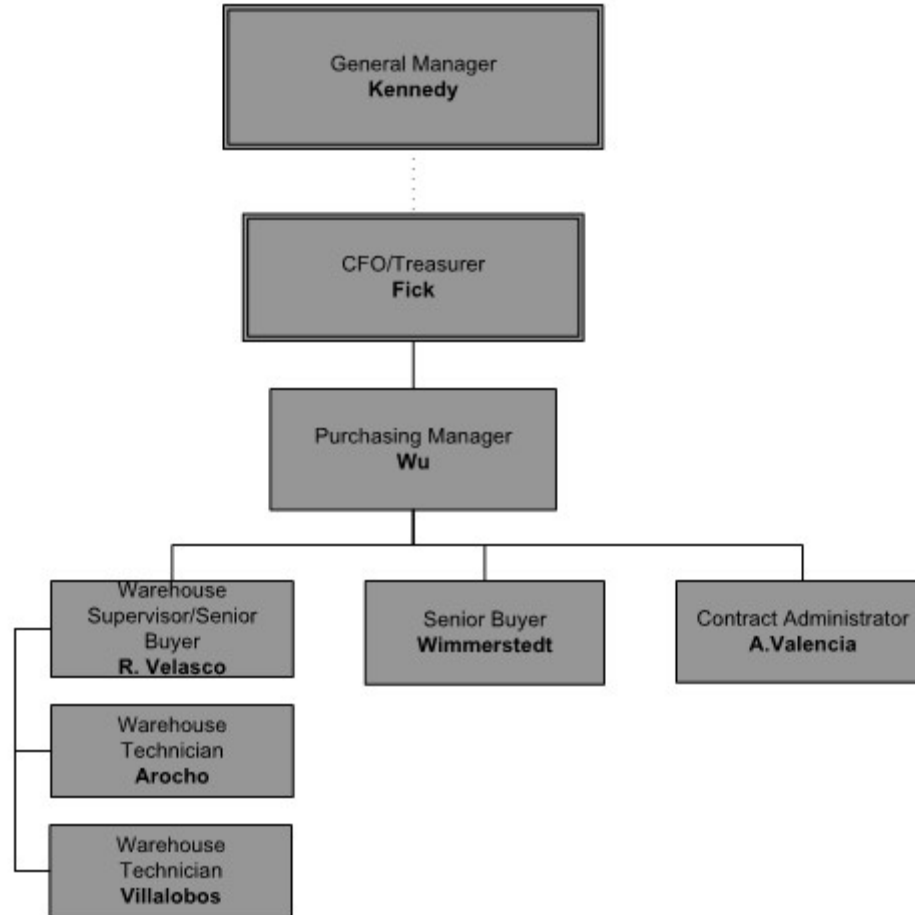 General Manager
Kennedy
CFO/Treasurer
Fick
Purchasing Manager
Wu
Warehouse
Supervisor/Senior
Buyer
R. Velasco
Senior Buyer
Wimmerstedt
Contract Administrator
A.Valencia
Warehouse
Technician
Arocho
Warehouse
Technician
Villalobos